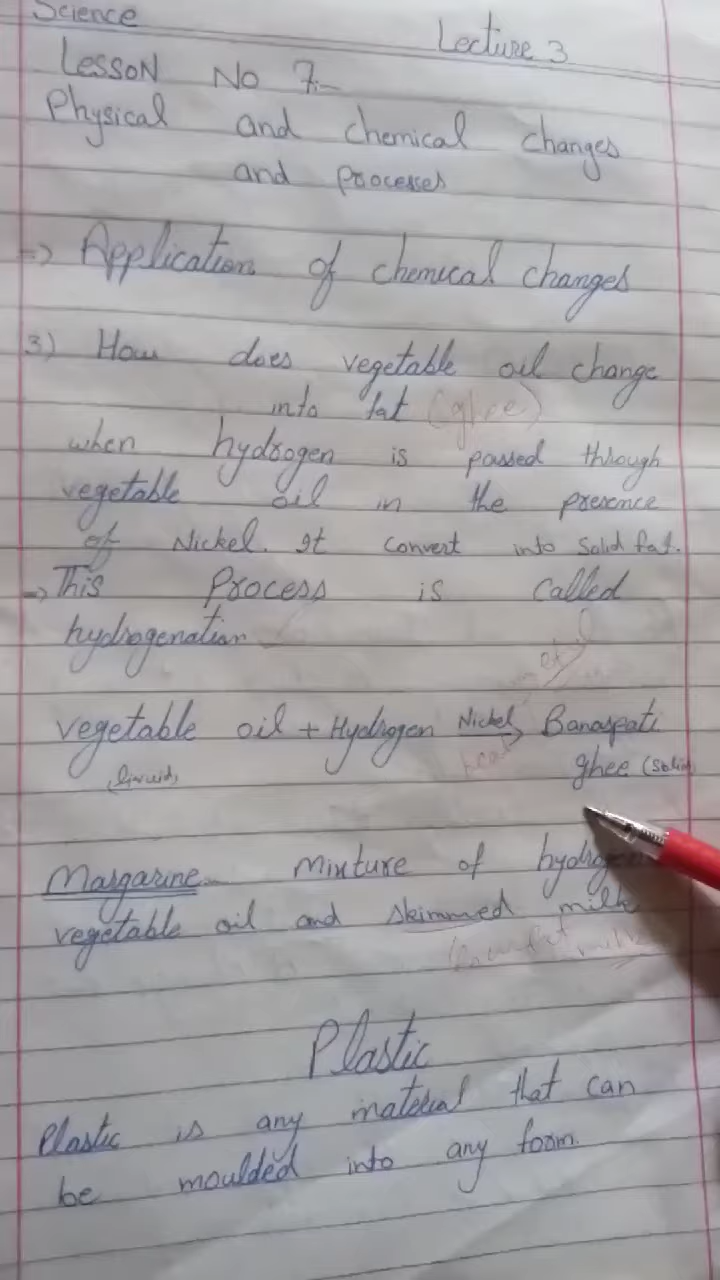 Science
Lecture 3
Lesson No 7:-
Physical and chemical changes
and processes
-> Application of chemical changes
3) How does vegetable oil change
into fat (ghee)
when hydrogen is passed through
vegetable oil in the presence
of Nickel. It convert into solid fat.
-> This Process is called
hydrogenation
vegetable oil + Hydrogen Nickel Banaspati
heat
(liquid) ghee (solid)
Margarine mixture of hydrogen
vegetable oil and skimmed milk
Plastic
Plastic is any material that can
be moulded into any form.